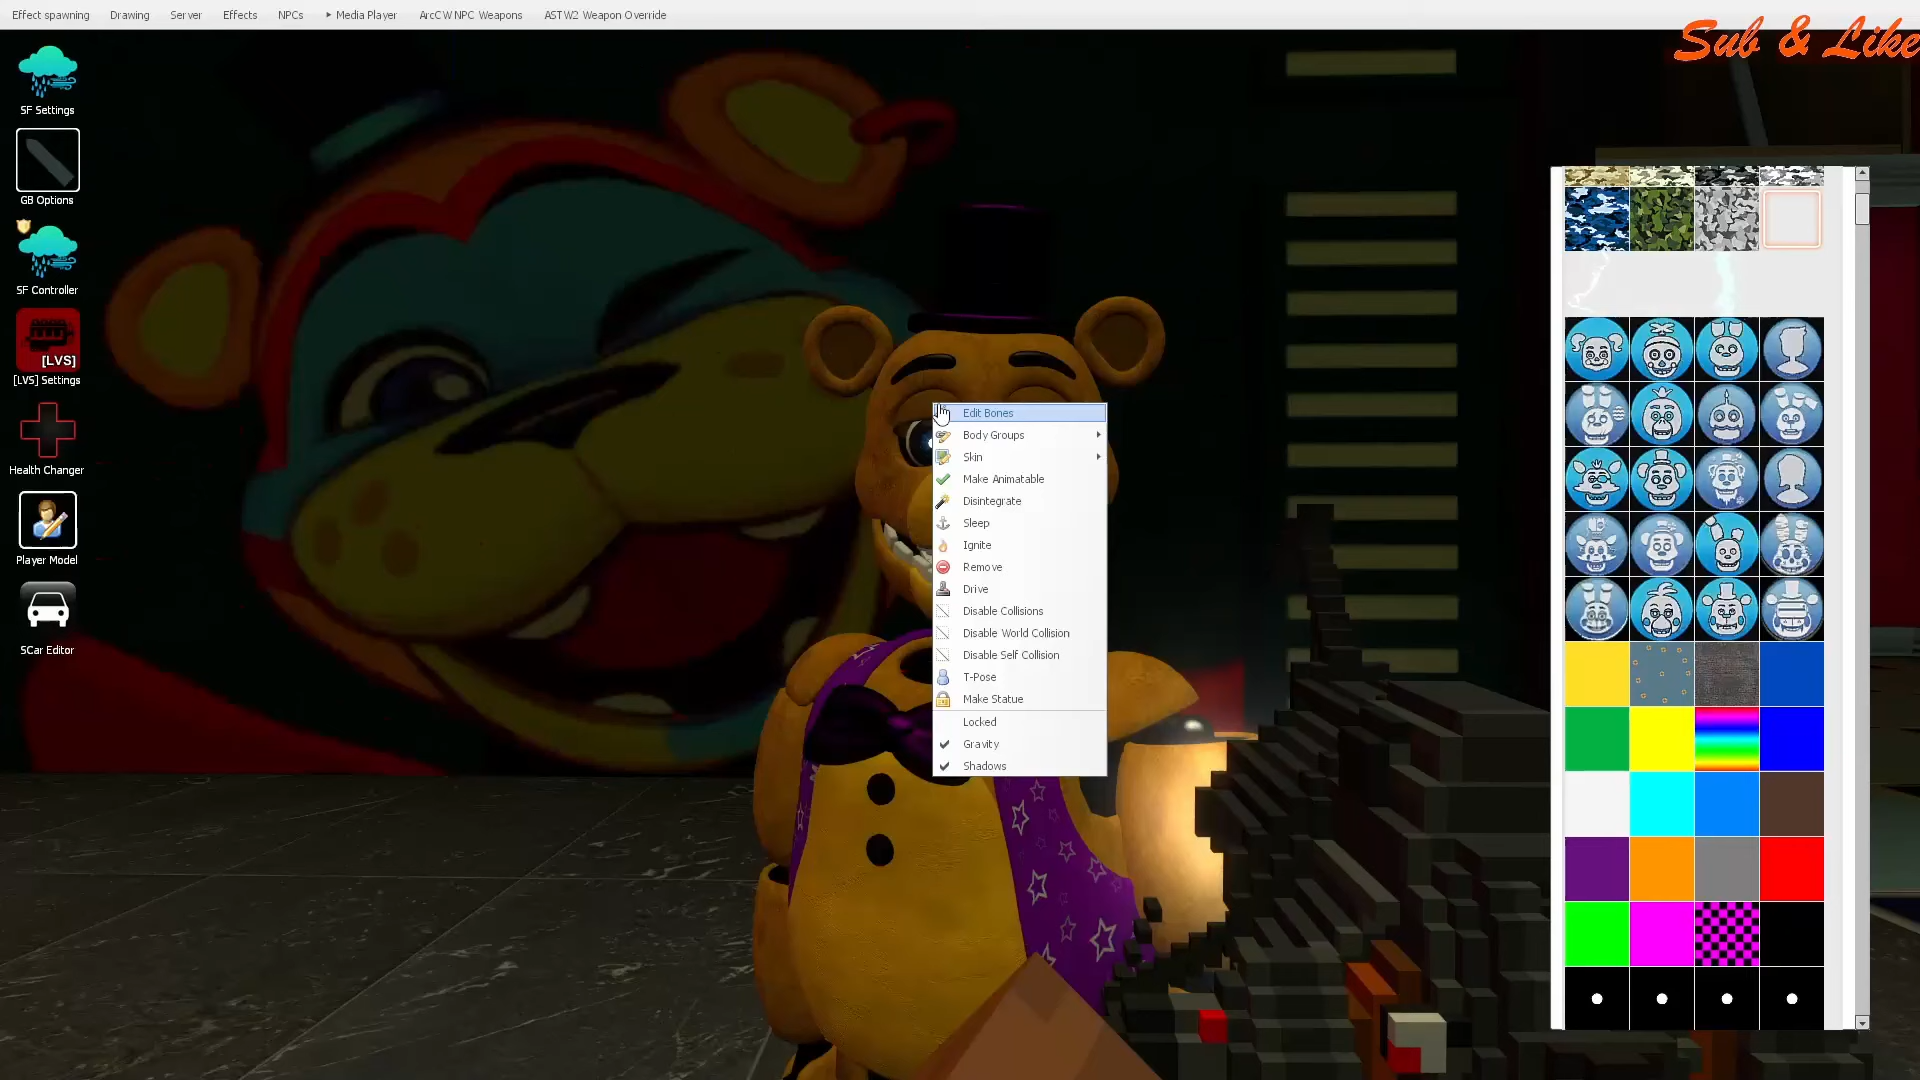 Effect spawning Drawing Server Effects NPCs Media Player ArcCW NPC Weapons ASTW2 Weapon Override
Sub & Like
SF Settings
GB Options
SF Controller
[LVS]
[LVS] Settings
Health Changer
Player Model
SCar Editor
Edit Bones
Body Groups
Skin
Make Animatable
Disintegrate
Sleep
Ignite
Remove
Drive
Disable Collisions
Disable World Collision
Disable Self Collision
T-Pose
Make Statue
Locked
Gravity
Shadows